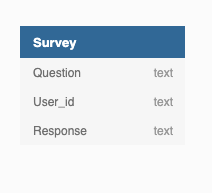 Survey
Question text
User_id text
Response text